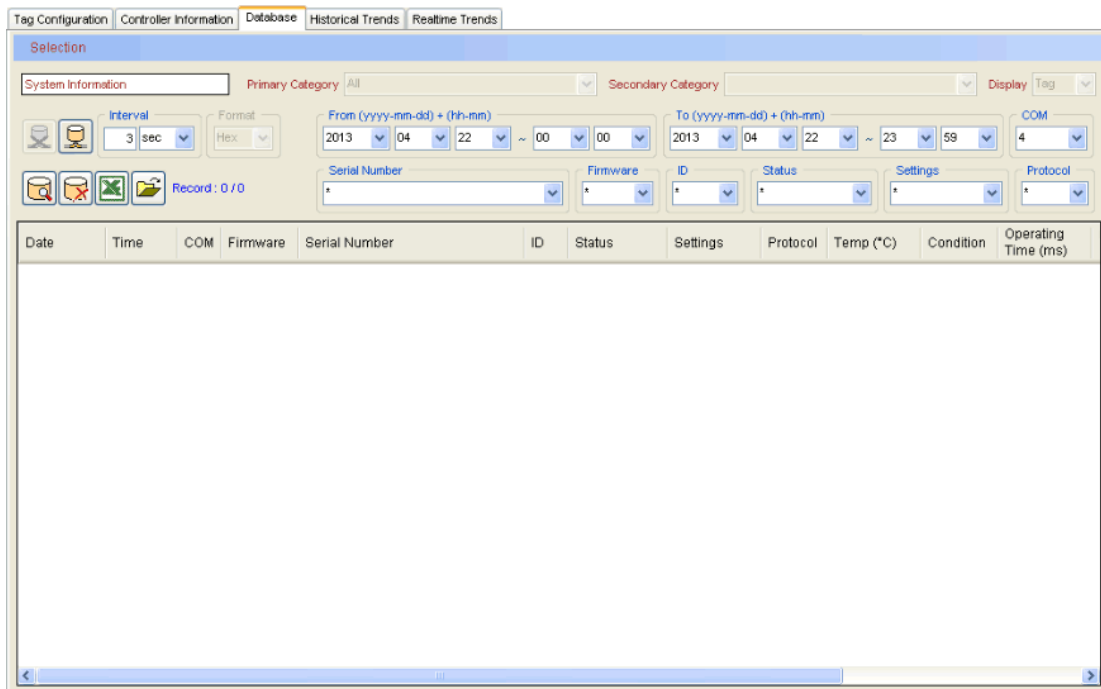 Tag Configuration Controller Information Database Historical Trends Realtime Trends
Selection
System Information Primary Category All Secondary Category Display Tag
Interval Format From (yyyy-mm-dd) + (hh-mm) To (yyyy-mm-dd) + (hh-mm) COM
3 sec Hex 2013 04 22 ~ 00 00 2013 04 22 ~ 23 59 4
Serial Number Firmware ID Status Settings Protocol
Record : 0 / 0 * * * * * *
Date Time COM Firmware Serial Number ID Status Settings Protocol Temp (°C) Condition Operating
Time (ms)